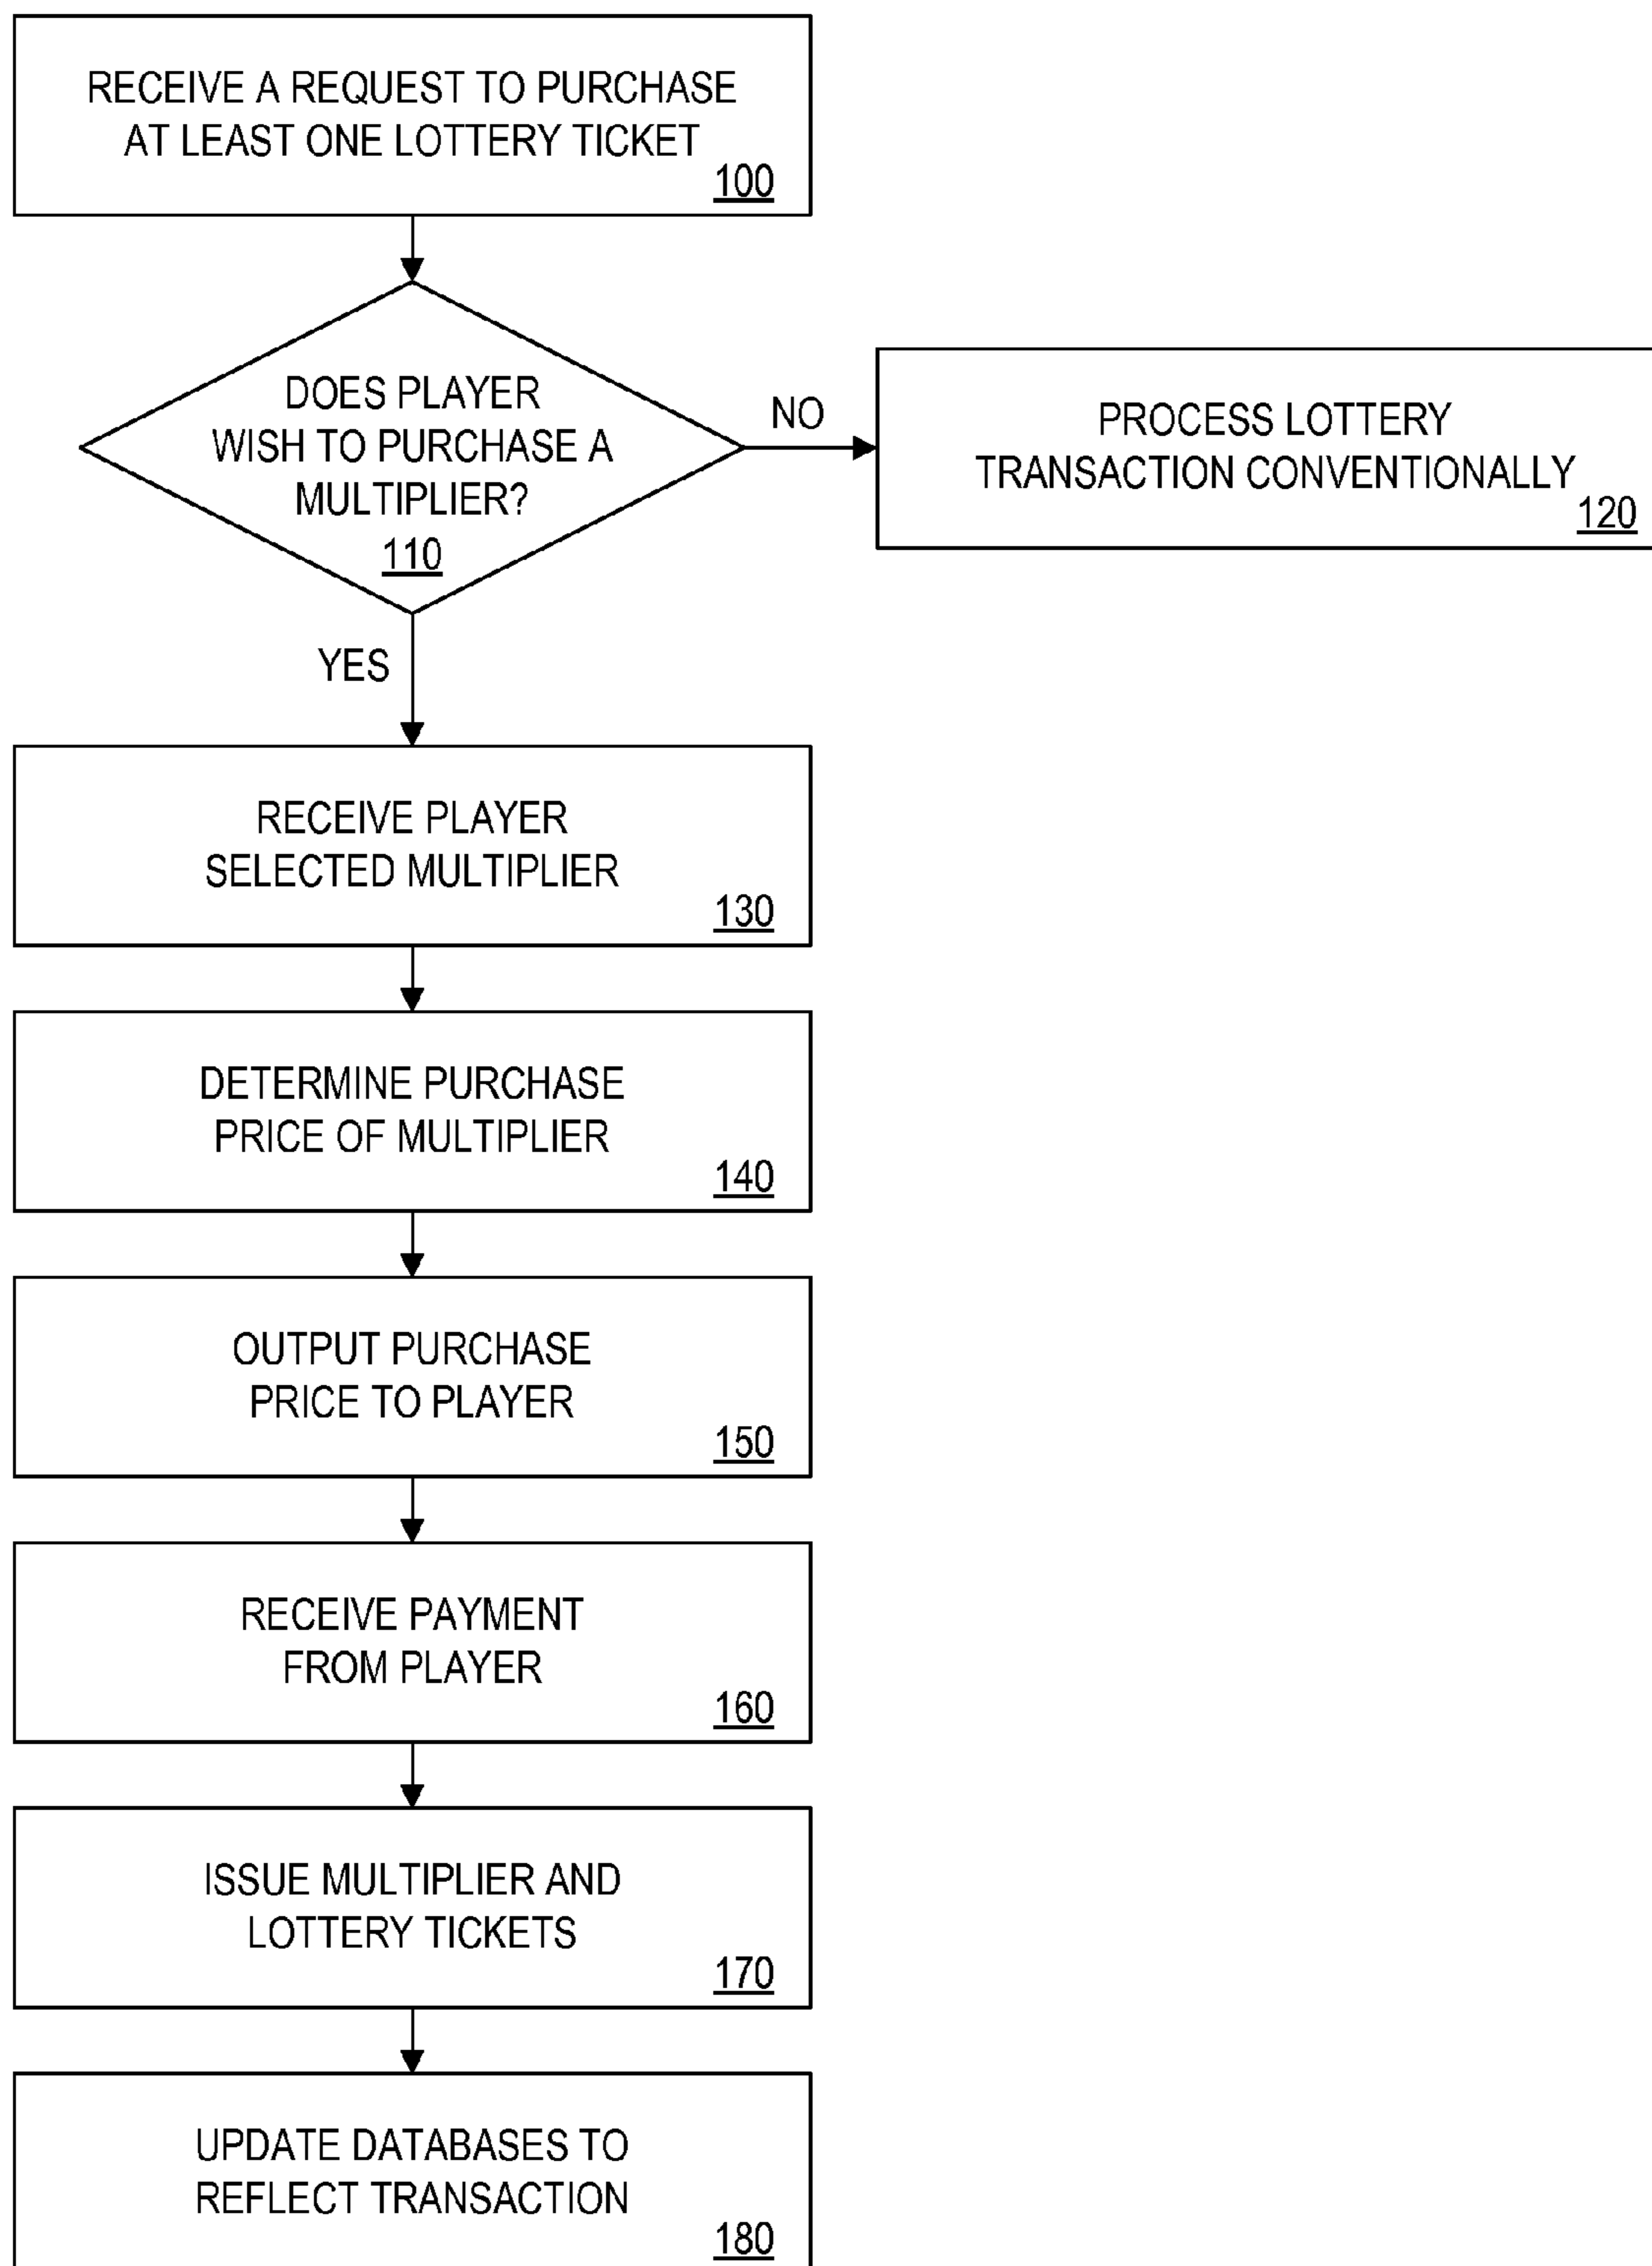 RECEIVE A REQUEST TO PURCHASE
AT LEAST ONE LOTTERY TICKET
100
DOES PLAYER
WISH TO PURCHASE A
MULTIPLIER?
110
NO
PROCESS LOTTERY
TRANSACTION CONVENTIONALLY
120
YES
RECEIVE PLAYER
SELECTED MULTIPLIER
130
DETERMINE PURCHASE
PRICE OF MULTIPLIER
140
OUTPUT PURCHASE
PRICE TO PLAYER
150
RECEIVE PAYMENT
FROM PLAYER
160
ISSUE MULTIPLIER AND
LOTTERY TICKETS
170
UPDATE DATABASES TO
REFLECT TRANSACTION
180